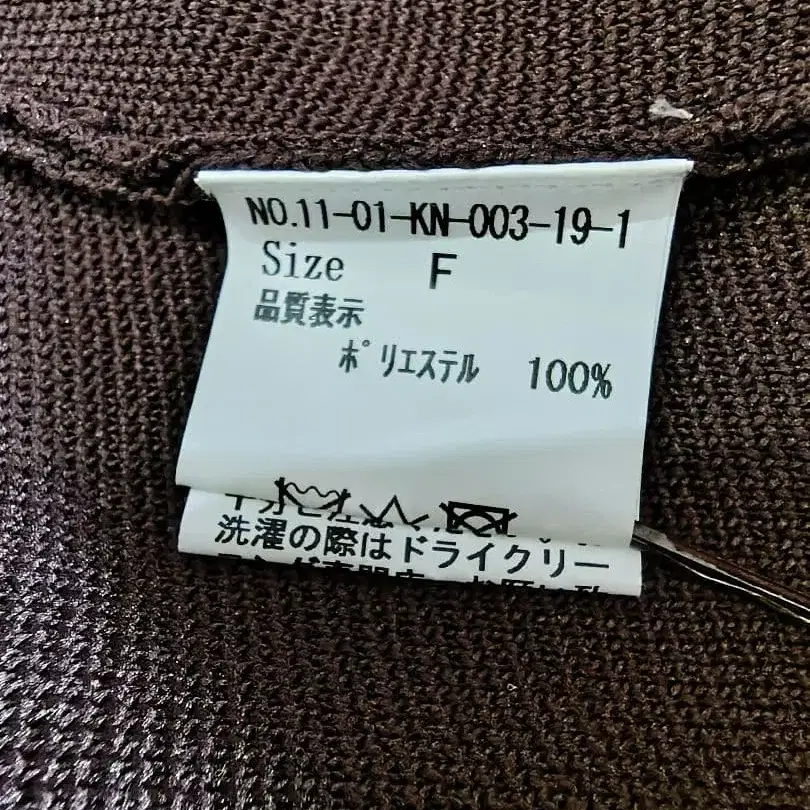 NO.11-01-KN-003-19-1
Size F
品質表示
ﾎﾟﾘｴｽﾃﾙ 100%
洗濯の際はドライクリー